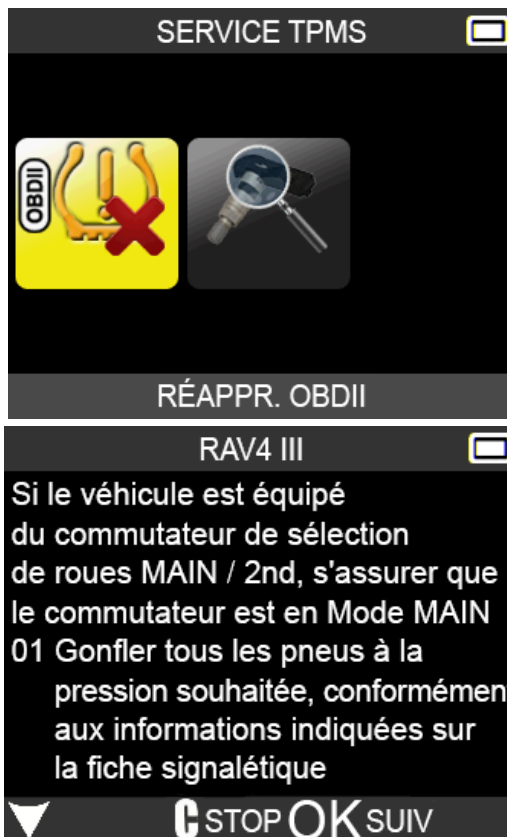 SERVICE TPMS
OBDII
RÉAPPR. OBDII
RAV4 III
Si le véhicule est équipé
du commutateur de sélection
de roues MAIN / 2nd, s'assurer que
le commutateur est en Mode MAIN
01 Gonfler tous les pneus à la
pression souhaitée, conformémen
aux informations indiquées sur
la fiche signalétique
C STOP OK SUIV